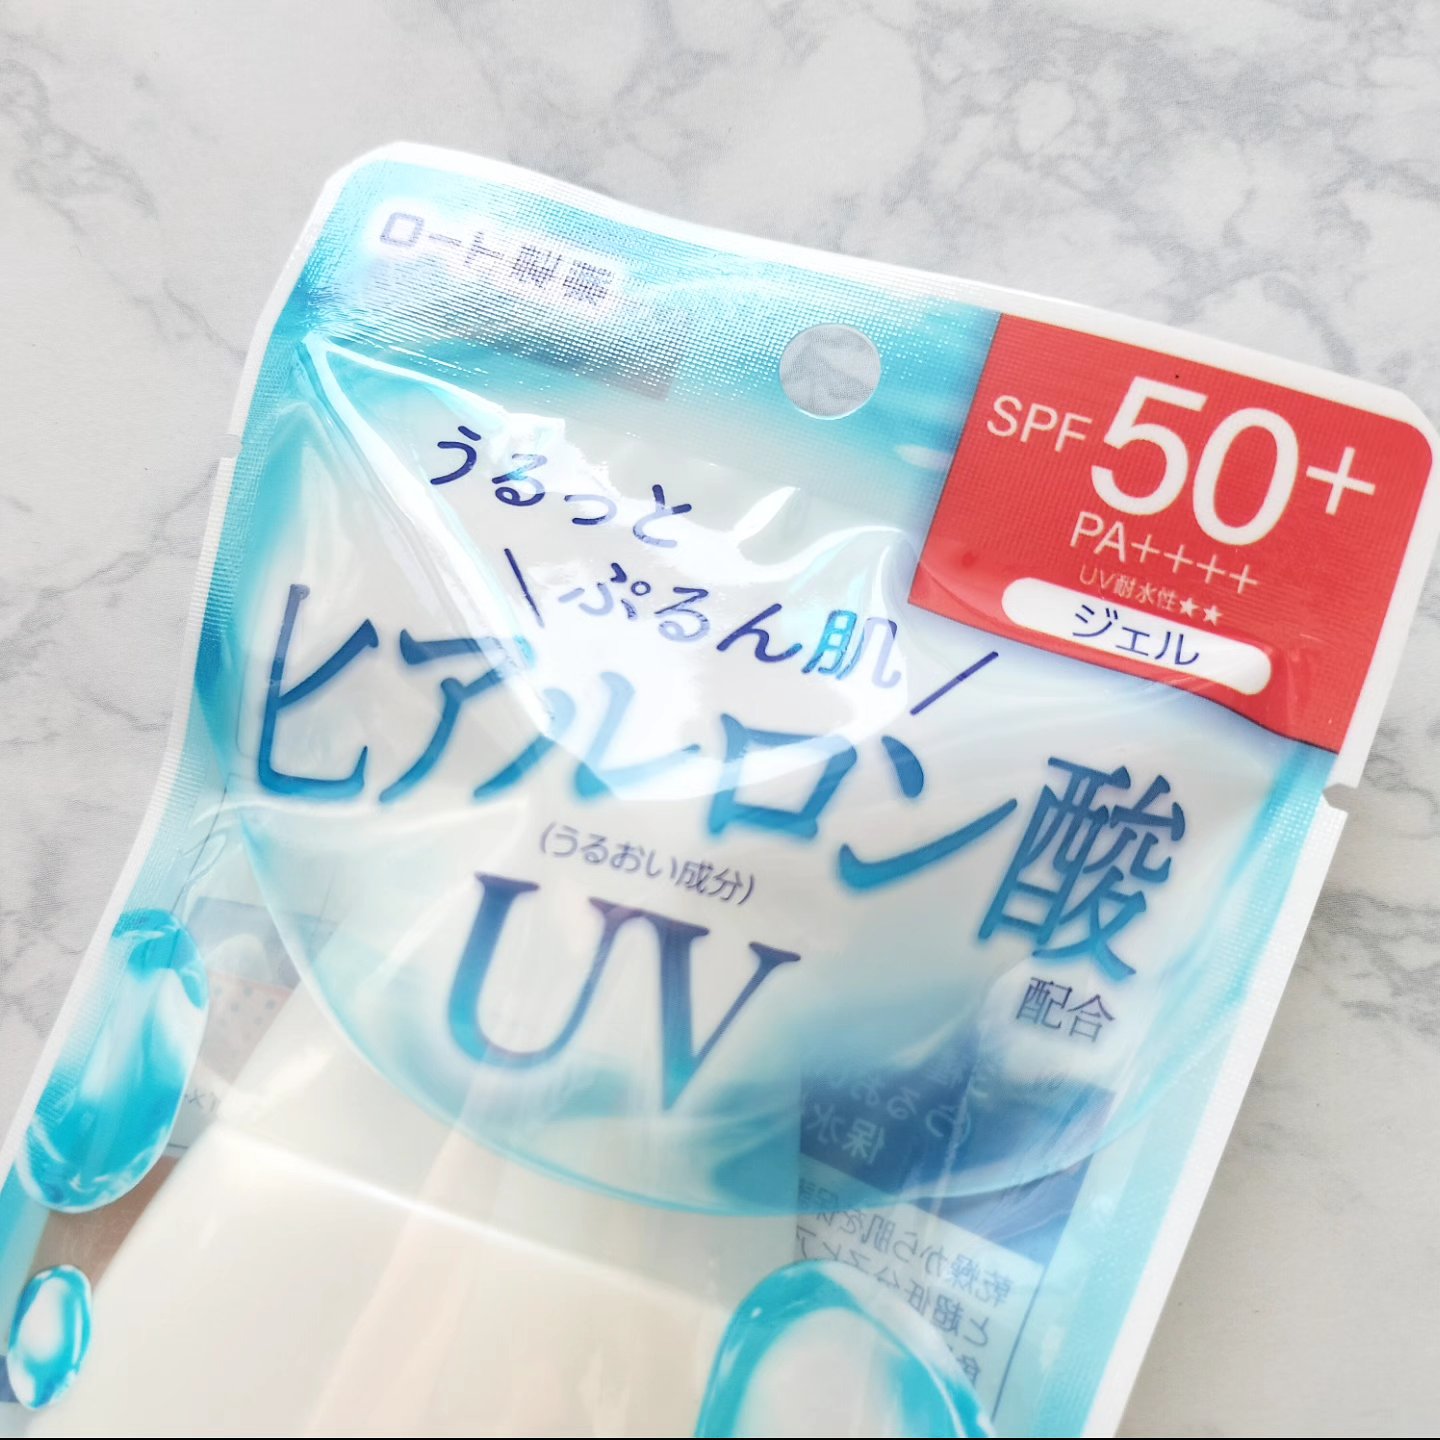 ロート製薬
SPF 50+
PA++++
UV耐水性★★
ジェル
うるっと
\ぷるん肌/
ヒアルロン酸
(うるおい成分)
配合
UV